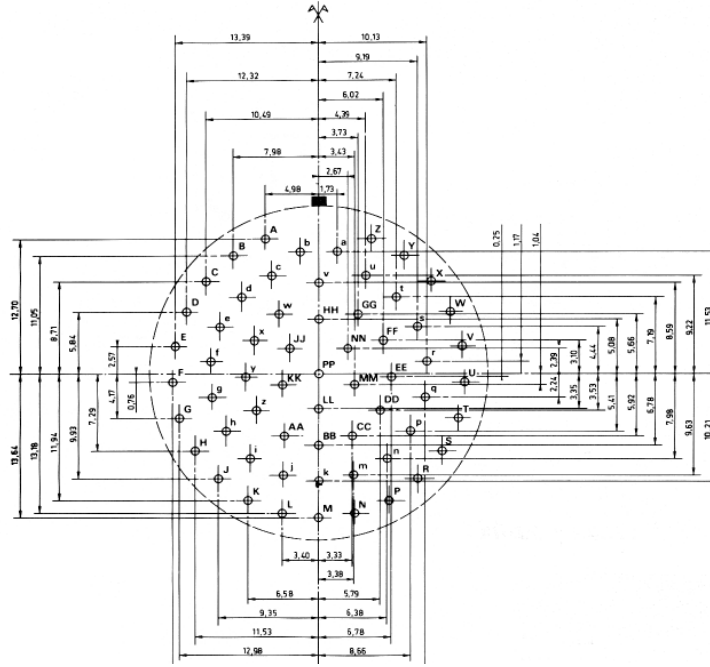 13,39
10,13
9,19
12,32
7,24
6,02
10,49
4,39
3,73
7,98
3,43
2,67
4,98
1,73
A
Z
B
b
a
Y
C
c
v
u
X
D
d
t
w
HH
GG
W
e
s
x
FF
E
JJ
NN
V
f
r
PP
F
y
EE
U
KK
MM
g
q
LL
DD
G
z
T
h
AA
CC
p
H
BB
S
i
n
J
j
k
m
R
K
P
L
M
N
12,70
11,05
8,71
5,84
2,57
0,76
4,17
7,29
9,93
11,94
13,18
13,64
0,25
1,17
1,04
2,39
3,10
4,44
5,08
5,66
7,19
8,59
9,22
11,53
2,24
3,35
3,53
5,41
5,92
6,78
7,98
9,63
10,21
3,40
3,33
3,38
6,58
5,79
9,35
6,38
11,53
6,78
12,98
8,66